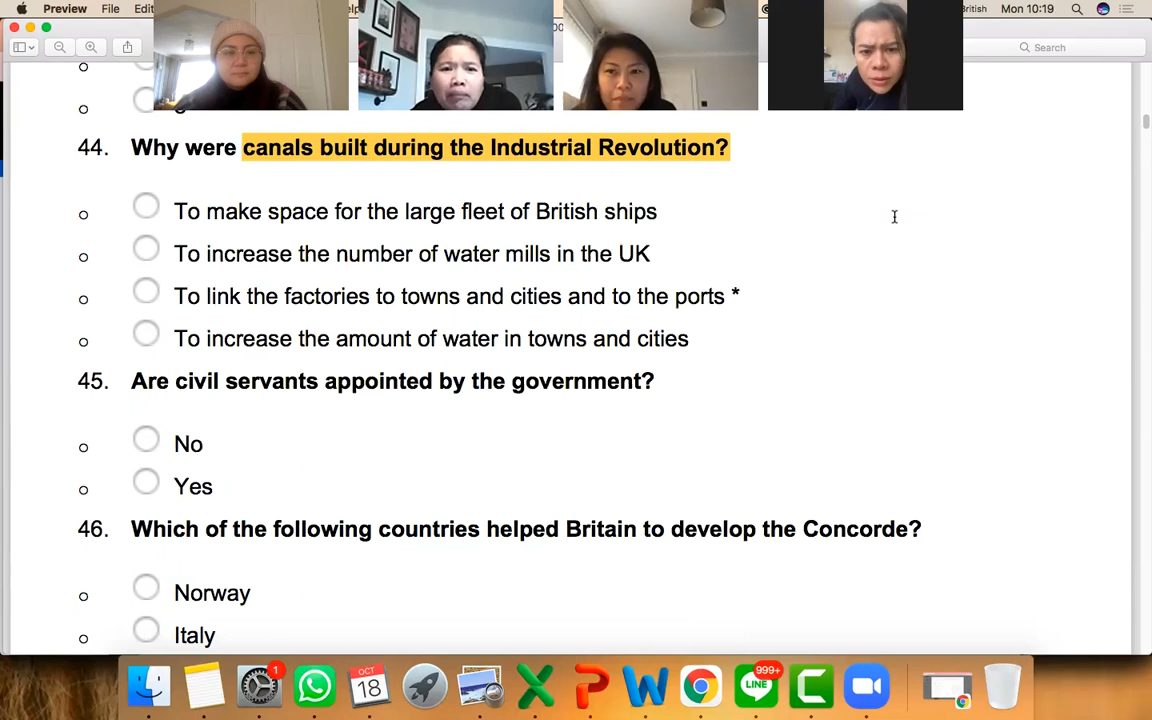 Preview File Edit Mon 10:19
Search
44. Why were canals built during the Industrial Revolution?
To make space for the large fleet of British ships
To increase the number of water mills in the UK
To link the factories to towns and cities and to the ports *
To increase the amount of water in towns and cities
45. Are civil servants appointed by the government?
No
Yes
46. Which of the following countries helped Britain to develop the Concorde?
Norway
Italy
1
OCT
18
999+
LINE